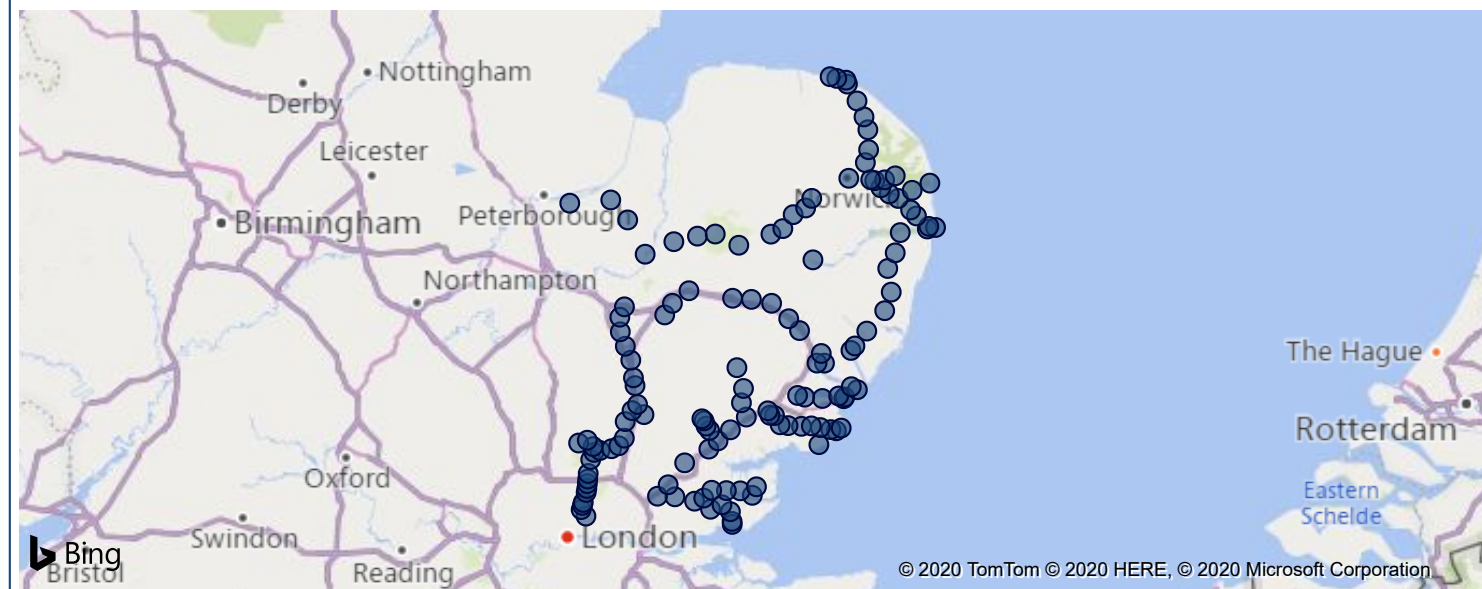 Nottingham
Derby
Leicester
Birmingham
Peterborough
Norwich
Northampton
The Hague
Rotterdam
Oxford
Eastern
Schelde
Swindon
London
Bing
Bristol
Reading
© 2020 TomTom © 2020 HERE, © 2020 Microsoft Corporation